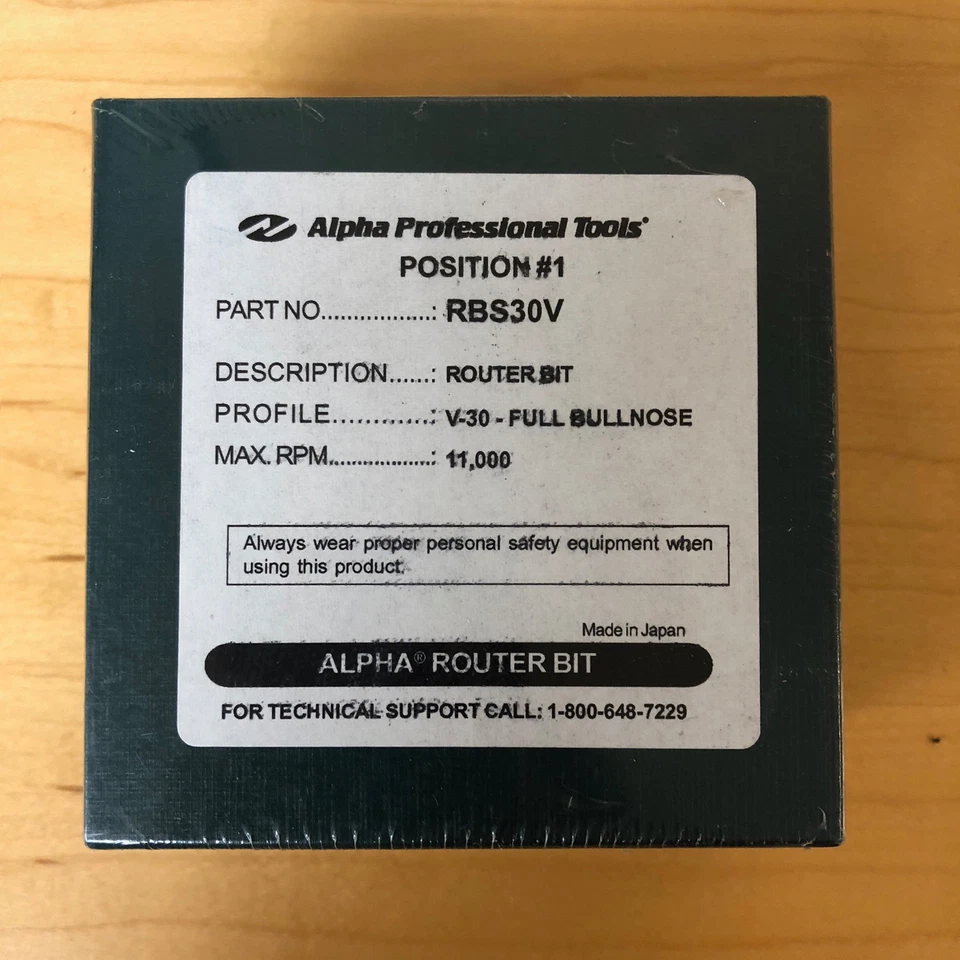 Alpha Professional Tools®
POSITION #1
PART NO.................: RBS30V
DESCRIPTION......: ROUTER BIT
PROFILE.............: V-30 - FULL BULLNOSE
MAX. RPM..................: 11,000
Always wear proper personal safety equipment when
using this product.
Made in Japan
ALPHA® ROUTER BIT
FOR TECHNICAL SUPPORT CALL: 1-800-648-7229